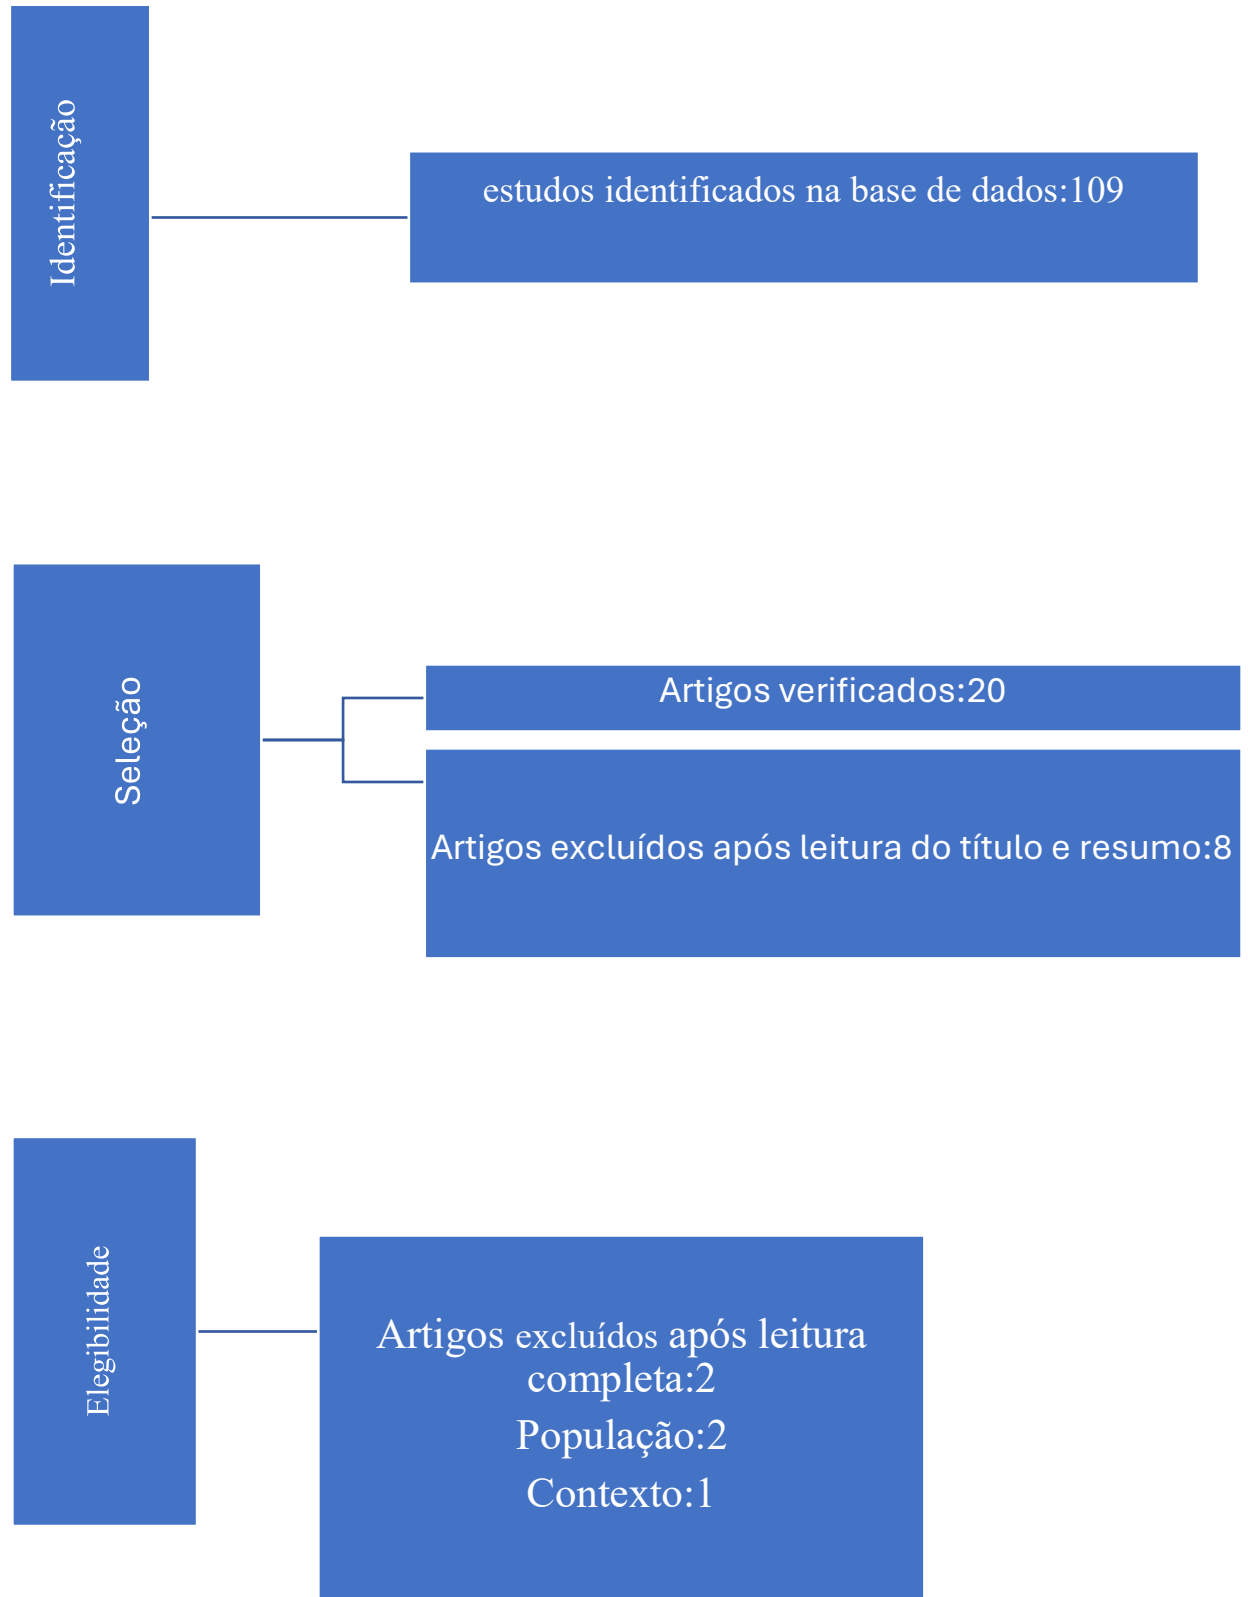 Identificação
estudos identificados na base de dados:109
Seleção
Artigos verificados:20
Artigos excluídos após leitura do título e resumo:8
Elegibilidade
Artigos excluídos após leitura
completa:2
População:2
Contexto:1